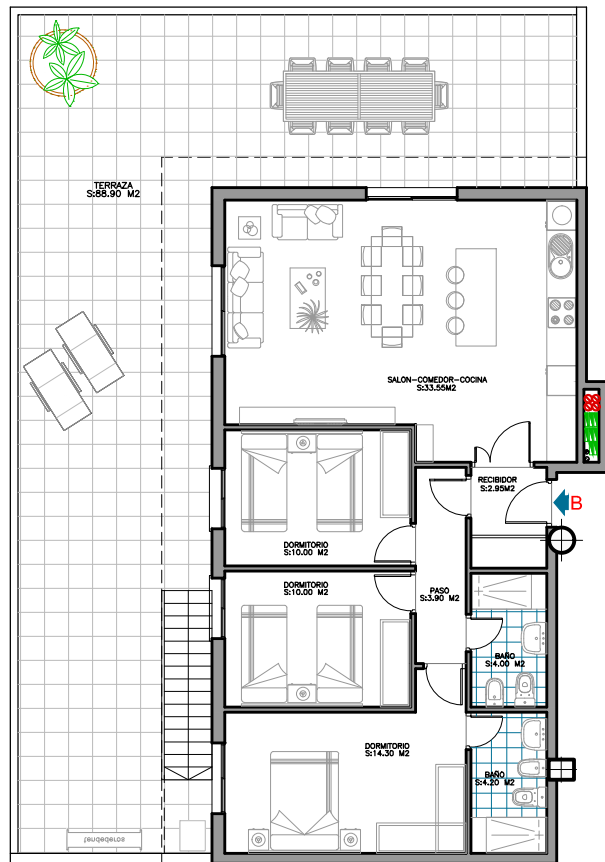 TERRAZA
S:88.90 M2
SALON-COMEDOR-COCINA
S:33.55M2
RECIBIDOR
S:2.95M2
B
DORMITORIO
S:10.00 M2
DORMITORIO
S:10.00 M2
PASO
S:3.90 M2
BAÑO
S:4.00 M2
DORMITORIO
S:14.30 M2
BAÑO
S:4.20 M2
tendederos